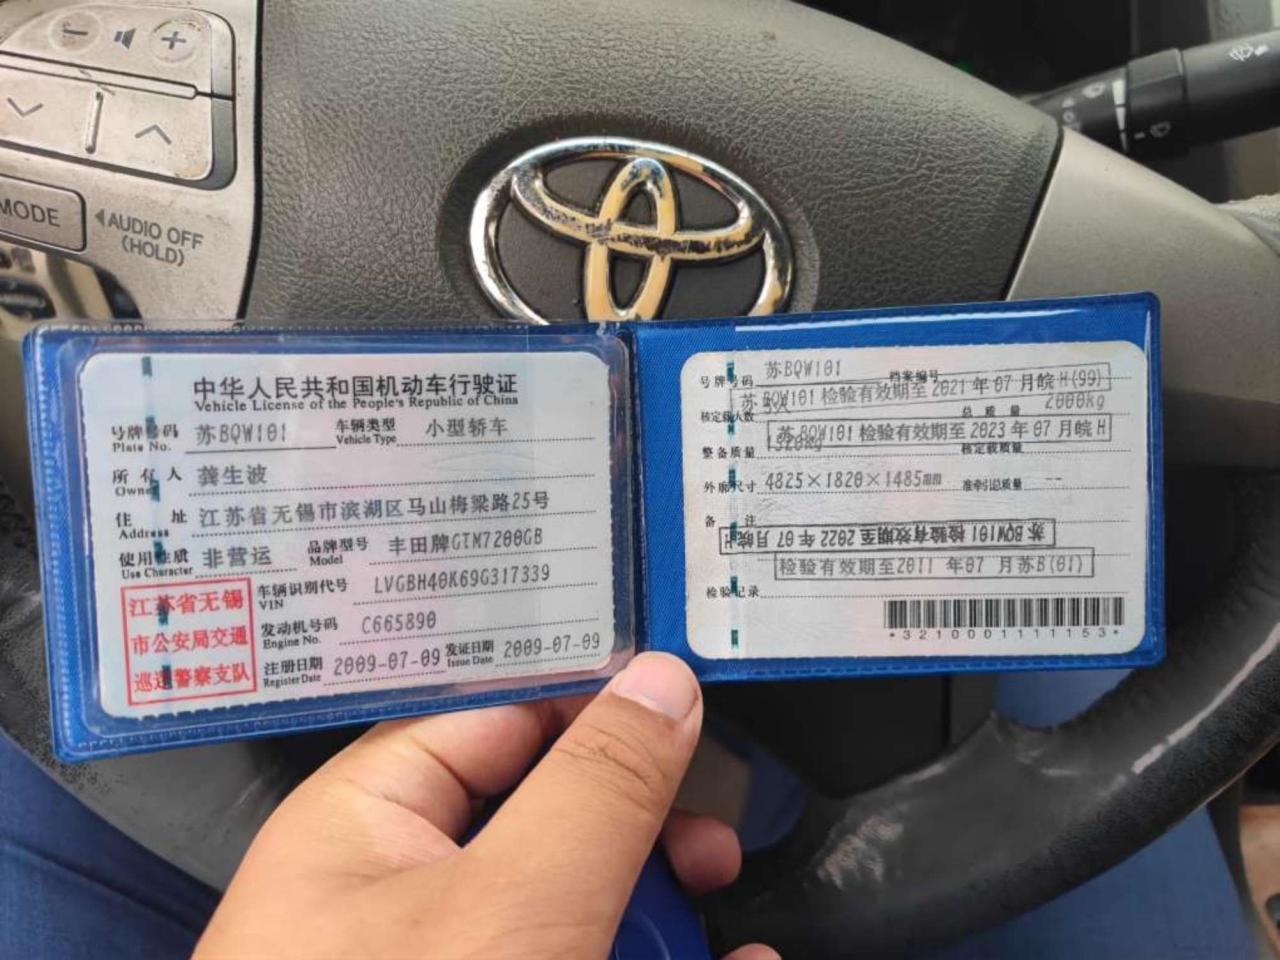 MODE
AUDIO OFF
(HOLD)
中华人民共和国机动车行驶证
Vehicle License of the People's Republic of China
号牌号码 苏BQW101 车辆类型 小型轿车
Plate No. Vehicle Type
所有人 龚生波
Owner
住址 江苏省无锡市滨湖区马山梅梁路25号
Address
使用性质 非营运 品牌型号 丰田牌GTM7200GB
Use Character Model
车辆识别代号 LVGBH40K69G317339
VIN
发动机号码 C665890
Engine No.
注册日期 2009-07-09 发证日期 2009-07-09
Register Date Issue Date
江苏省无锡
市公安局交通
巡逻警察支队
号牌号码 苏BQW101 档案编号
苏BQW101 检验有效期至2021年07月皖H(99)
核定载人数 5人 总质量 2000kg
苏BQW101 检验有效期至2023年07月皖H
整备质量 1520kg 核定载质量
外廓尺寸 4825×1820×1485mm 准牵引总质量 --
备注
苏BQW101 检验有效期至2022年07月皖H
检验有效期至2011年07月苏B(01)
检验记录
*3210001111153*